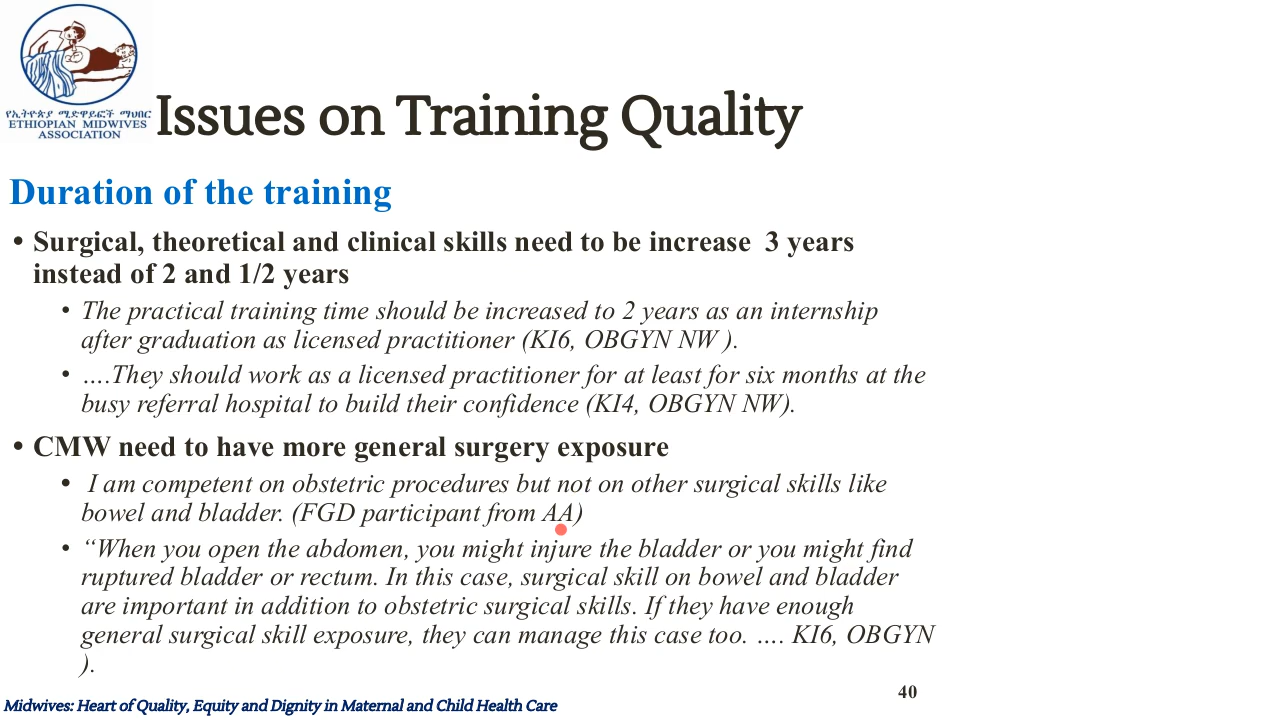 የኢትዮጵያ ሚድዋይፎች ማህበር
ETHIOPIAN MIDWIVES
ASSOCIATION
Issues on Training Quality
Duration of the training
• Surgical, theoretical and clinical skills need to be increase 3 years
instead of 2 and 1/2 years
• The practical training time should be increased to 2 years as an internship
after graduation as licensed practitioner (KI6, OBGYN NW ).
• ….They should work as a licensed practitioner for at least for six months at the
busy referral hospital to build their confidence (KI4, OBGYN NW).
• CMW need to have more general surgery exposure
• I am competent on obstetric procedures but not on other surgical skills like
bowel and bladder. (FGD participant from AA)
• “When you open the abdomen, you might injure the bladder or you might find
ruptured bladder or rectum. In this case, surgical skill on bowel and bladder
are important in addition to obstetric surgical skills. If they have enough
general surgical skill exposure, they can manage this case too. …. KI6, OBGYN
).
40
Midwives: Heart of Quality, Equity and Dignity in Maternal and Child Health Care